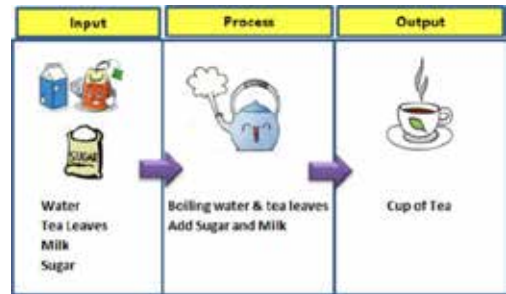 Input
Process
Output
SUGAR
Water
Tea Leaves
Milk
Sugar
Boiling water & tea leaves
Add Sugar and Milk
Cup of Tea